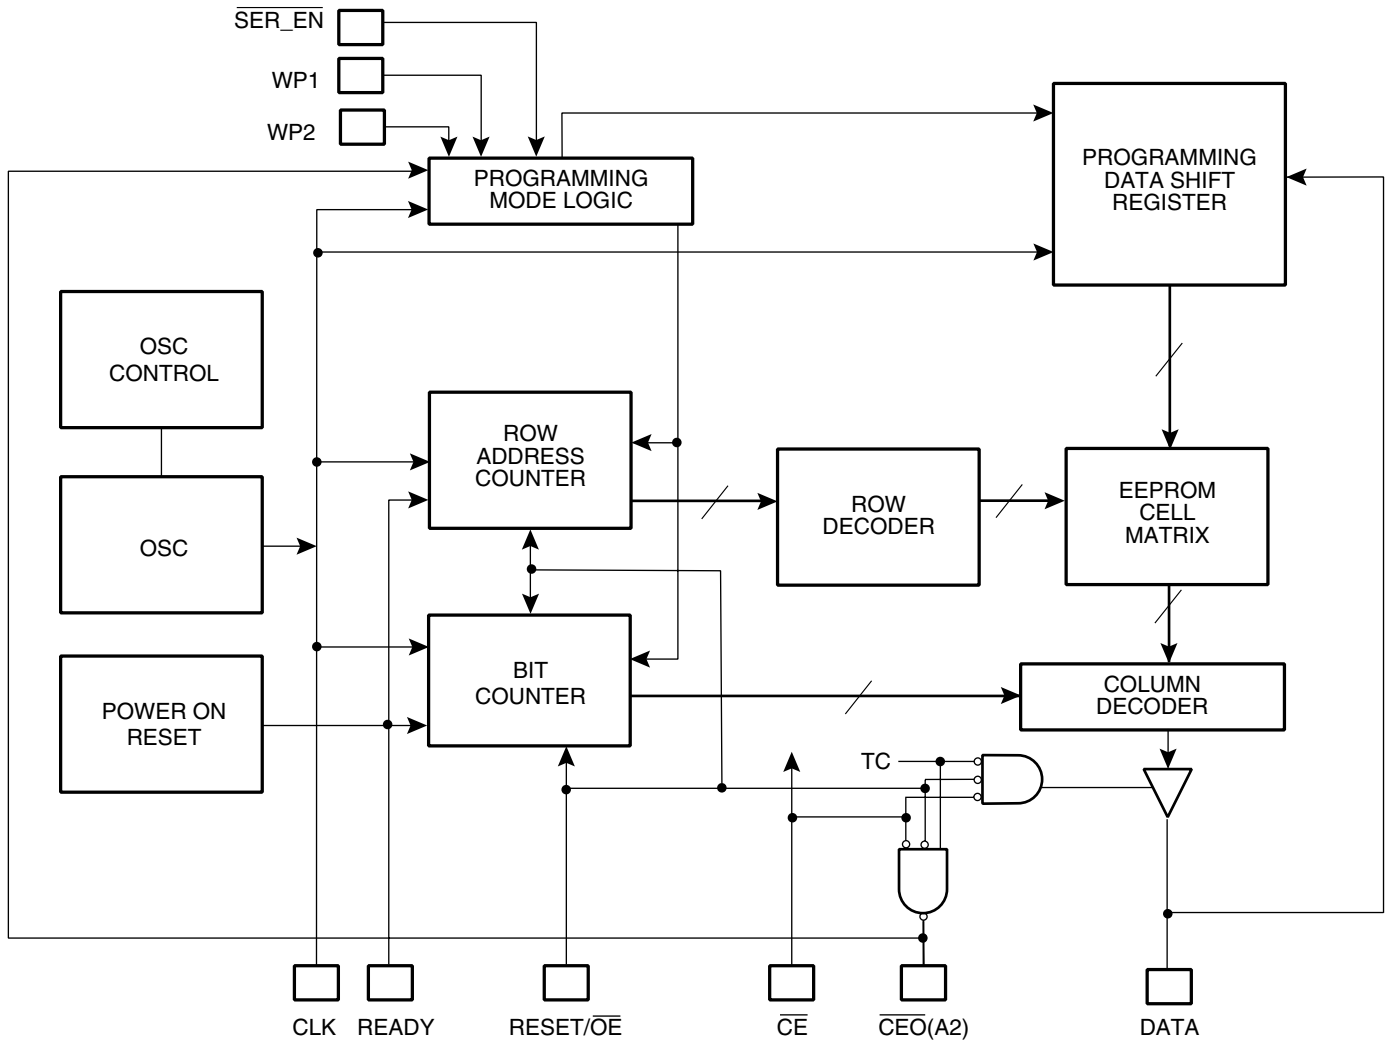 SER_EN
WP1
WP2
PROGRAMMING
MODE LOGIC
PROGRAMMING
DATA SHIFT
REGISTER
OSC
CONTROL
ROW
ADDRESS
COUNTER
ROW
DECODER
EEPROM
CELL
MATRIX
OSC
BIT
COUNTER
COLUMN
DECODER
POWER ON
RESET
TC
CLK
READY
RESET/OE
CE
CEO(A2)
DATA